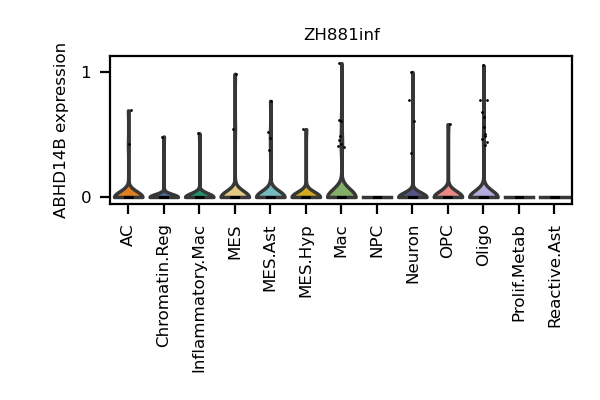 ZH881inf
ABHD14B expression
1
0
AC
Chromatin.Reg
Inflammatory.Mac
MES
MES.Ast
MES.Hyp
Mac
NPC
Neuron
OPC
Oligo
Prolif.Metab
Reactive.Ast